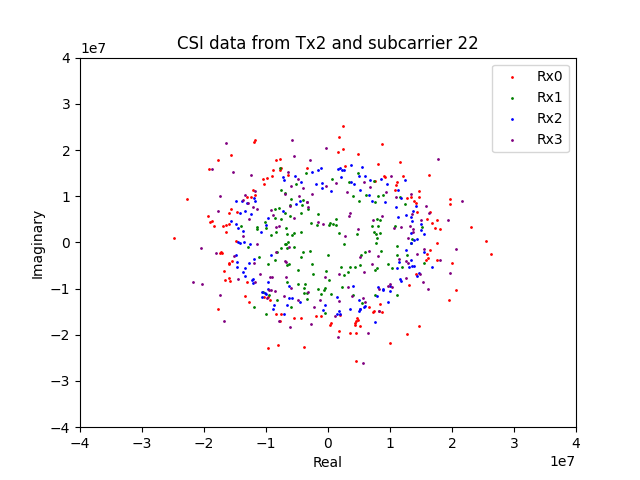 CSI data from Tx2 and subcarrier 22
1e7
4
3
2
1
0
−1
−2
−3
−4
Imaginary
−4 −3 −2 −1 0 1 2 3 4
Real
1e7
Rx0
Rx1
Rx2
Rx3